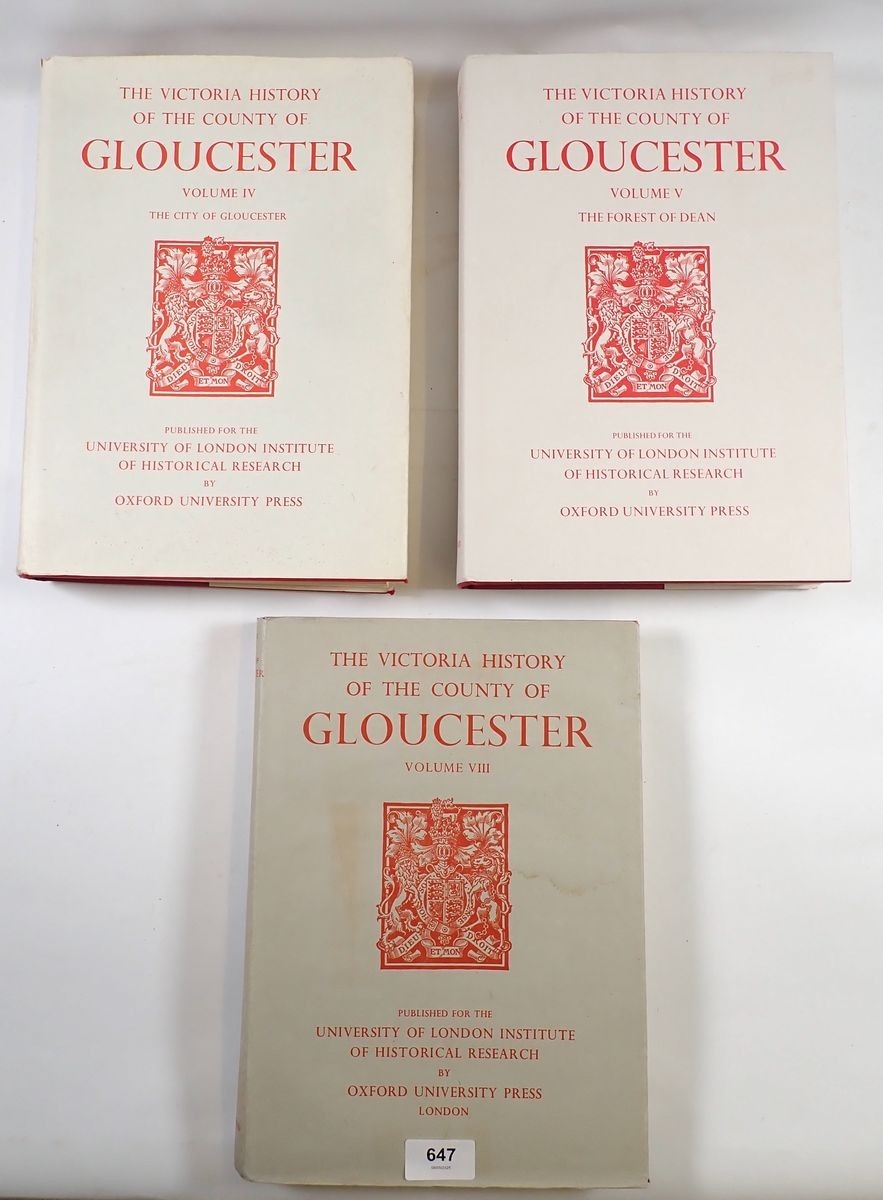 THE VICTORIA HISTORY
OF THE COUNTY OF
GLOUCESTER
VOLUME IV
THE CITY OF GLOUCESTER
DIEU
ET MON
DROIT
PUBLISHED FOR THE
UNIVERSITY OF LONDON INSTITUTE
OF HISTORICAL RESEARCH
BY
OXFORD UNIVERSITY PRESS
THE VICTORIA HISTORY
OF THE COUNTY OF
GLOUCESTER
VOLUME V
THE FOREST OF DEAN
DIEU
ET MON
DROIT
PUBLISHED FOR THE
UNIVERSITY OF LONDON INSTITUTE
OF HISTORICAL RESEARCH
BY
OXFORD UNIVERSITY PRESS
THE VICTORIA HISTORY
OF THE COUNTY OF
GLOUCESTER
VOLUME VIII
DIEU
ET MON
DROIT
PUBLISHED FOR THE
UNIVERSITY OF LONDON INSTITUTE
OF HISTORICAL RESEARCH
BY
OXFORD UNIVERSITY PRESS
LONDON
647